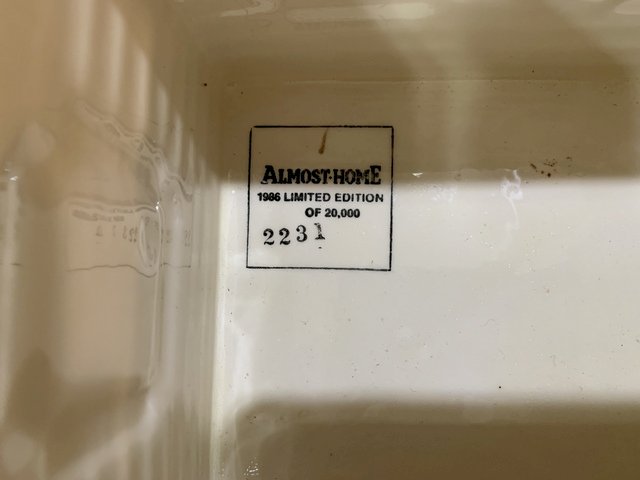 ALMOST·HOME
1986 LIMITED EDITION
OF 20,000
2231